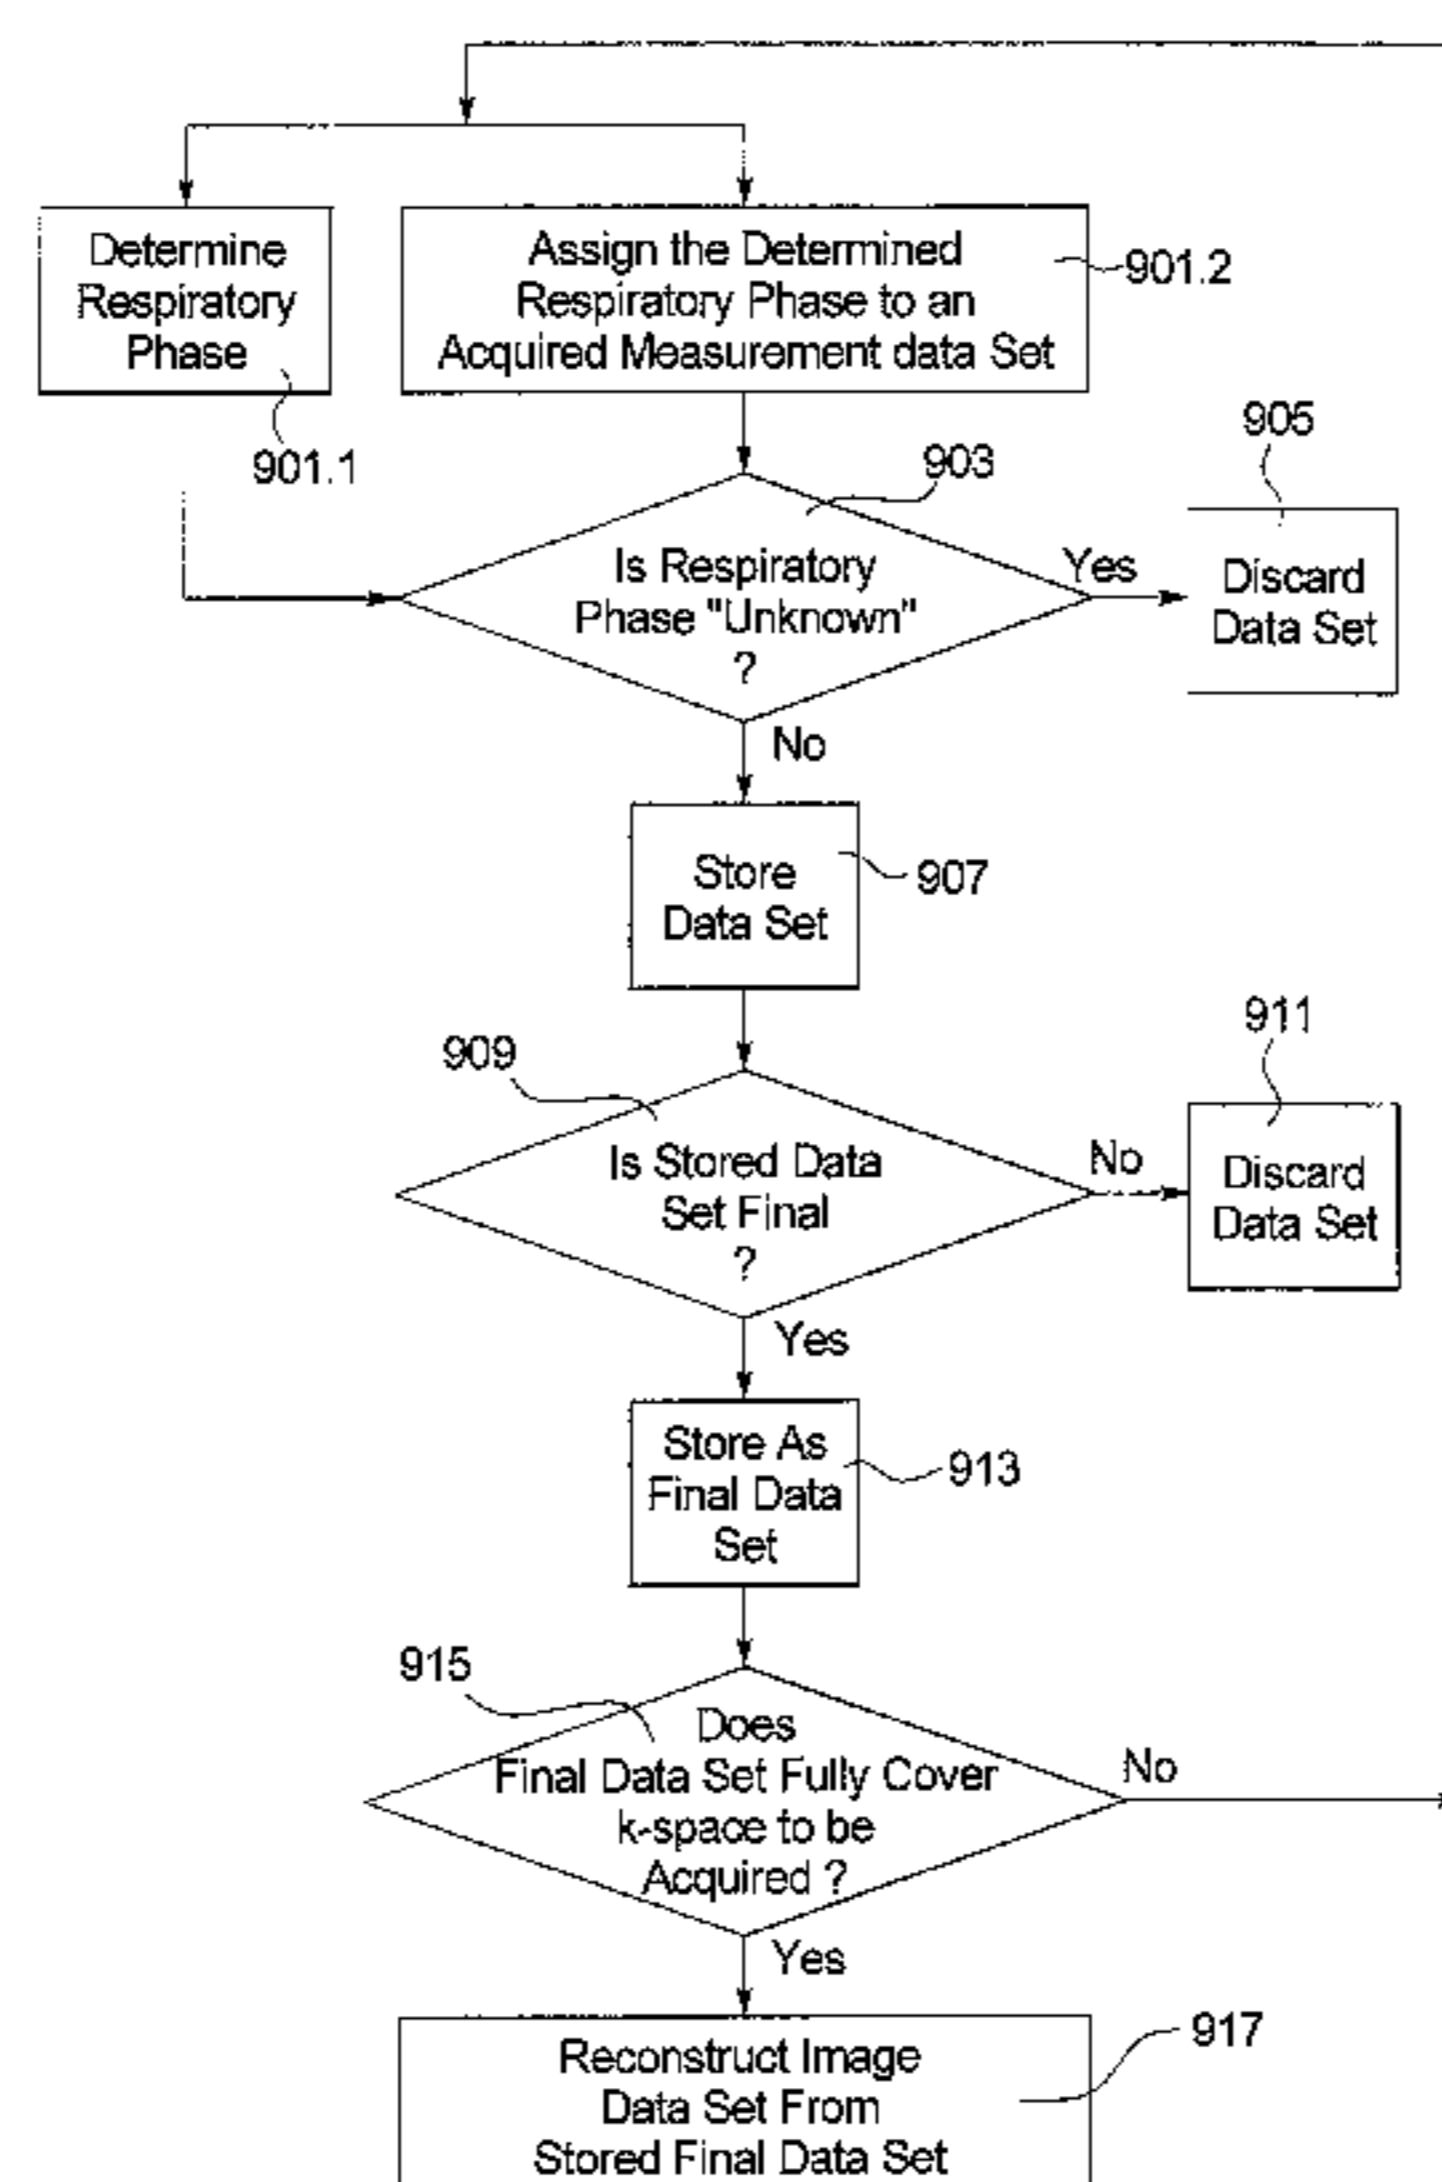 Determine
Respiratory
Phase
901.1
Assign the Determined
Respiratory Phase to an
Acquired Measurement data Set
901.2
903
Is Respiratory
Phase "Unknown"
?
Yes
905
Discard
Data Set
No
Store
Data Set
907
909
Is Stored Data
Set Final
?
No
911
Discard
Data Set
Yes
Store As
Final Data
Set
913
915
Does
Final Data Set Fully Cover
k-space to be
Acquired ?
No
Yes
Reconstruct Image
Data Set From
Stored Final Data Set
917